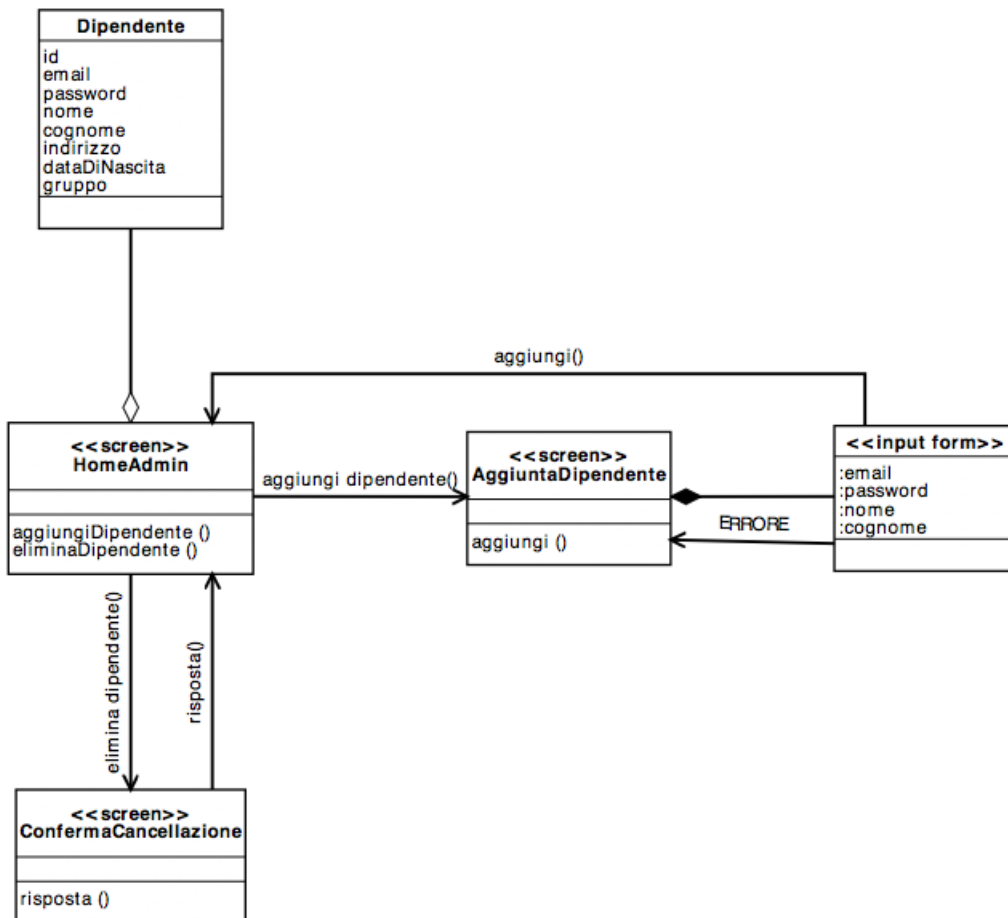 Dipendente
id
email
password
nome
cognome
indirizzo
dataDiNascita
gruppo
aggiungi()
<<screen>>
HomeAdmin
aggiungiDipendente ()
eliminaDipendente ()
aggiungi dipendente()
<<screen>>
AggiuntaDipendente
aggiungi ()
ERRORE
<<input form>>
:email
:password
:nome
:cognome
elimina dipendente()
risposta()
<<screen>>
ConfermaCancellazione
risposta ()